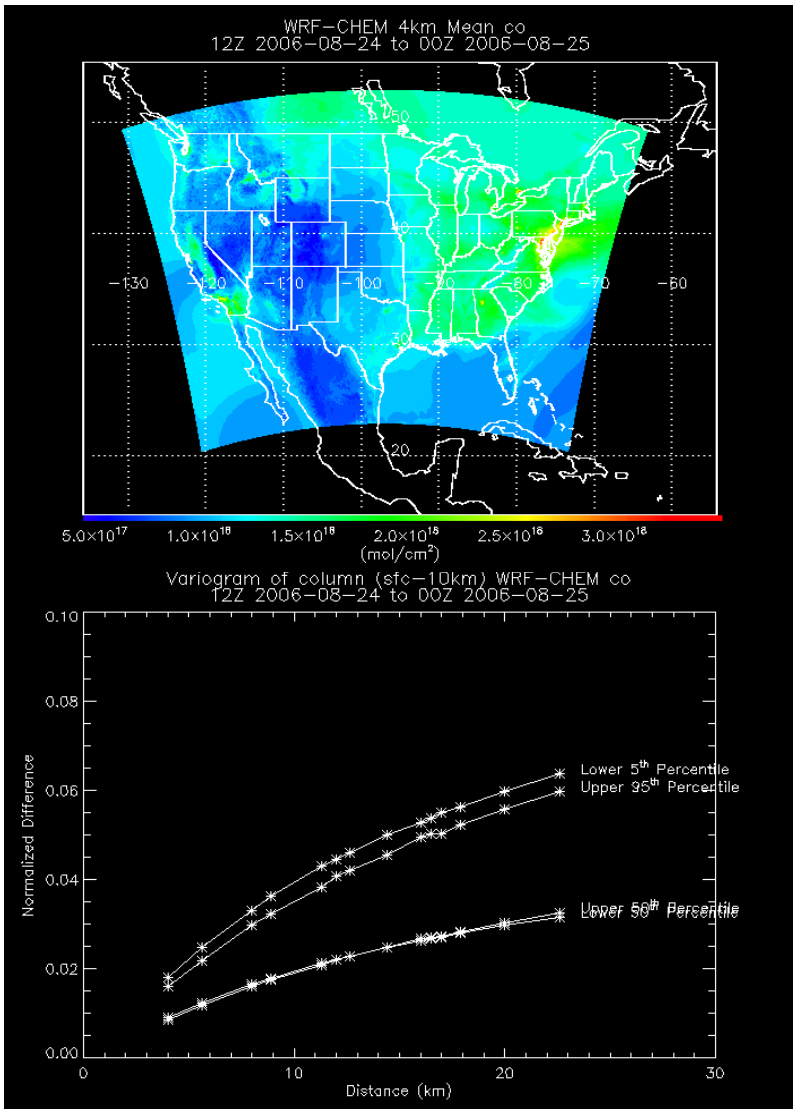 WRF-CHEM 4km Mean co
12Z 2006-08-24 to 00Z 2006-08-25
50
40
-130 -120 -110 -100 -90 -80 -70 -60
30
20
5.0×10¹⁷ 1.0×10¹⁸ 1.5×10¹⁸ 2.0×10¹⁸ 2.5×10¹⁸ 3.0×10¹⁸
(mol/cm²)
Variogram of column (sfc-10km) WRF-CHEM co
12Z 2006-08-24 to 00Z 2006-08-25
0.10
0.08
0.06
0.04
0.02
0.00
Normalized Difference
Lower 5th Percentile
Upper 95th Percentile
Upper 50th Percentile
Lower 50th Percentile
0 10 20 30
Distance (km)